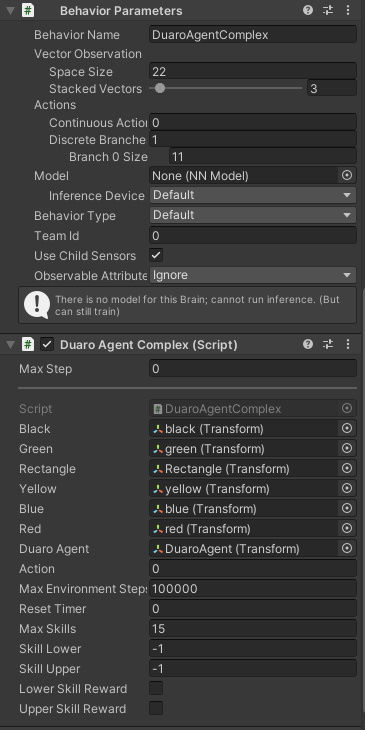 Behavior Parameters
Behavior Name DuaroAgentComplex
Vector Observation
Space Size 22
Stacked Vectors 3
Actions
Continuous Action 0
Discrete Branche 1
Branch 0 Size 11
Model None (NN Model)
Inference Device Default
Behavior Type Default
Team Id 0
Use Child Sensors
Observable Attribute Ignore
There is no model for this Brain; cannot run inference. (But
can still train)
Duaro Agent Complex (Script)
Max Step 0
Script DuaroAgentComplex
Black black (Transform)
Green green (Transform)
Rectangle Rectangle (Transform)
Yellow yellow (Transform)
Blue blue (Transform)
Red red (Transform)
Duaro Agent DuaroAgent (Transform)
Action 0
Max Environment Steps 100000
Reset Timer 0
Max Skills 15
Skill Lower -1
Skill Upper -1
Lower Skill Reward
Upper Skill Reward